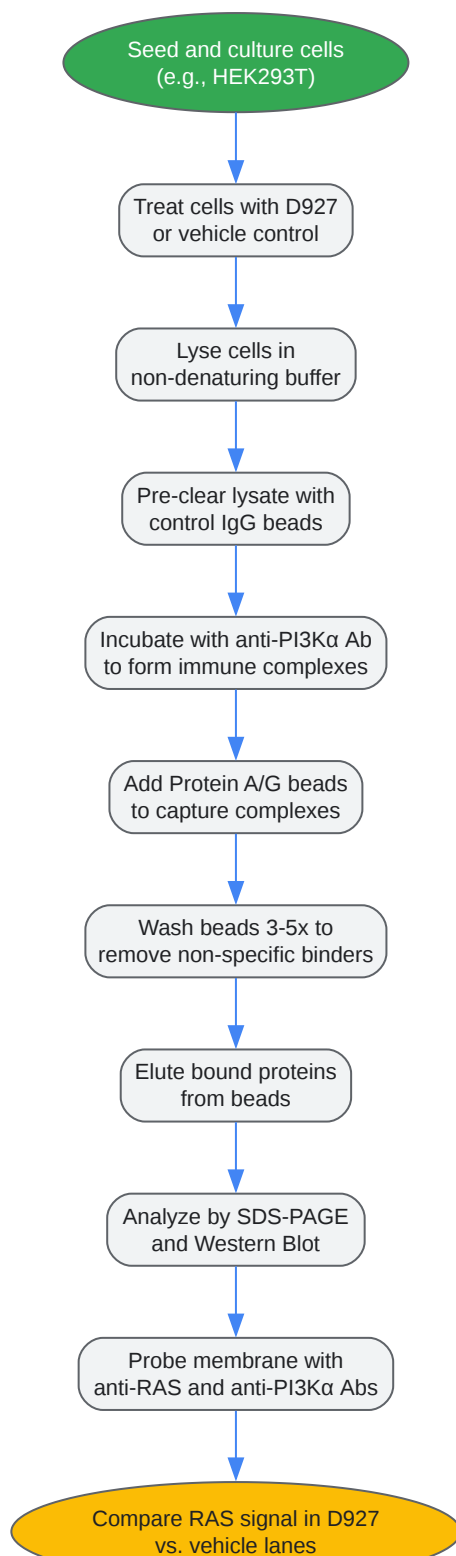 Seed and culture cells
(e.g., HEK293T)
Treat cells with D927
or vehicle control
Lyse cells in
non-denaturing buffer
Pre-clear lysate with
control IgG beads
Incubate with anti-PI3Kα Ab
to form immune complexes
Add Protein A/G beads
to capture complexes
Wash beads 3-5x to
remove non-specific binders
Elute bound proteins
from beads
Analyze by SDS-PAGE
and Western Blot
Probe membrane with
anti-RAS and anti-PI3Kα Abs
Compare RAS signal in D927
vs. vehicle lanes